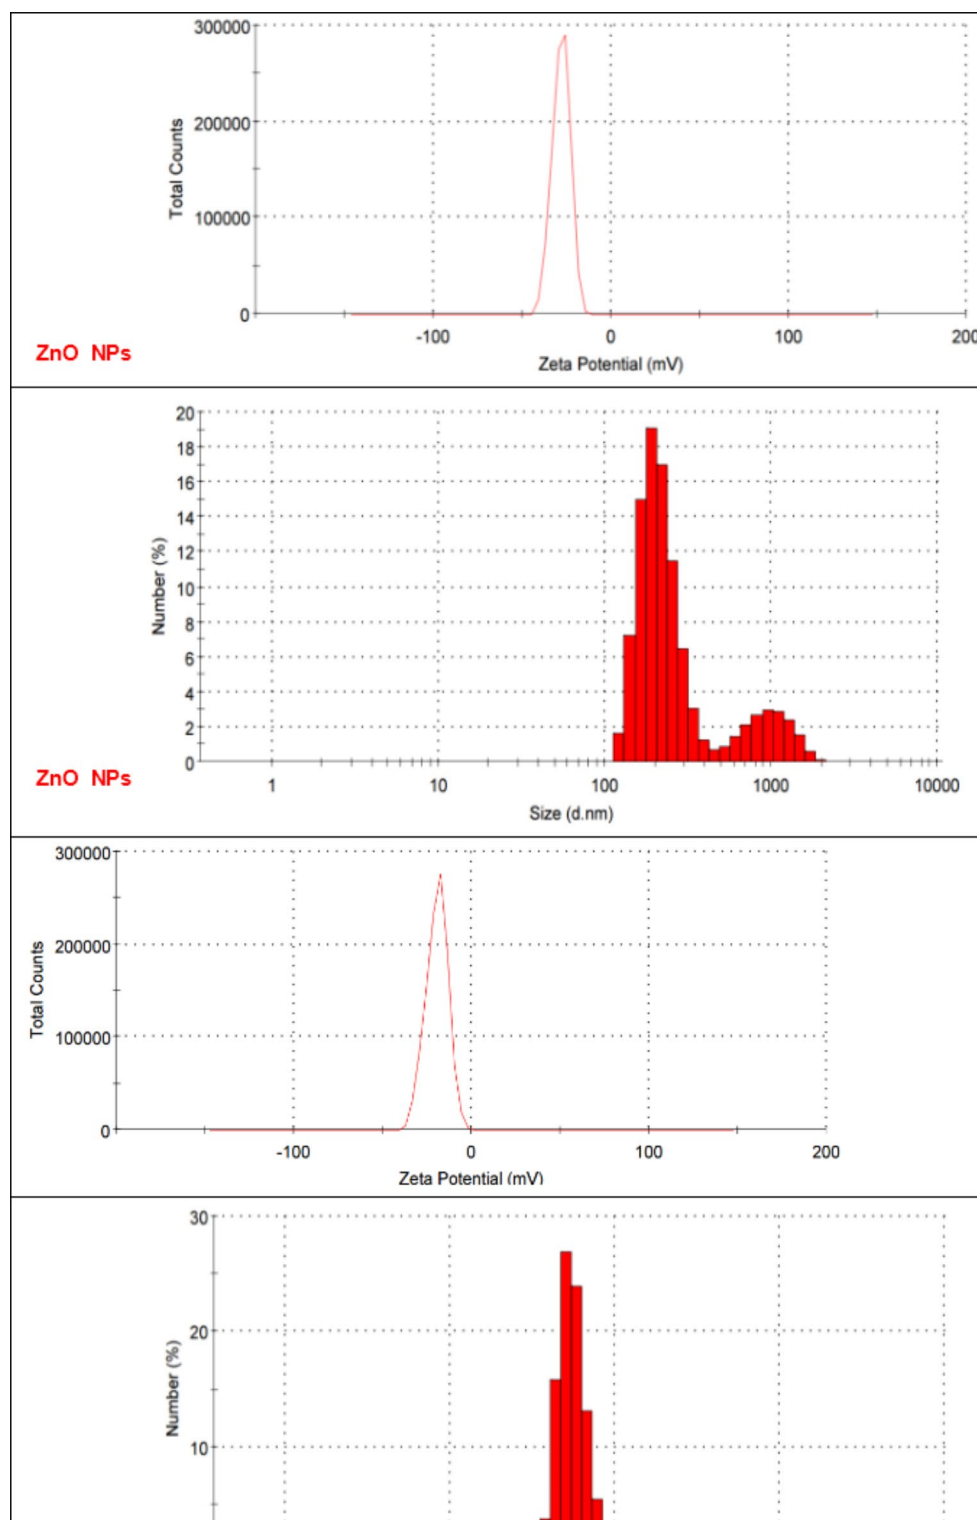 300000
200000
100000
0
Total Counts
-100 0 100 200
Zeta Potential (mV)
ZnO NPs
20
18
16
14
12
10
8
6
4
2
0
Number (%)
1 10 100 1000 10000
Size (d.nm)
ZnO NPs
300000
200000
100000
0
Total Counts
-100 0 100 200
Zeta Potential (mV)
30
20
10
Number (%)